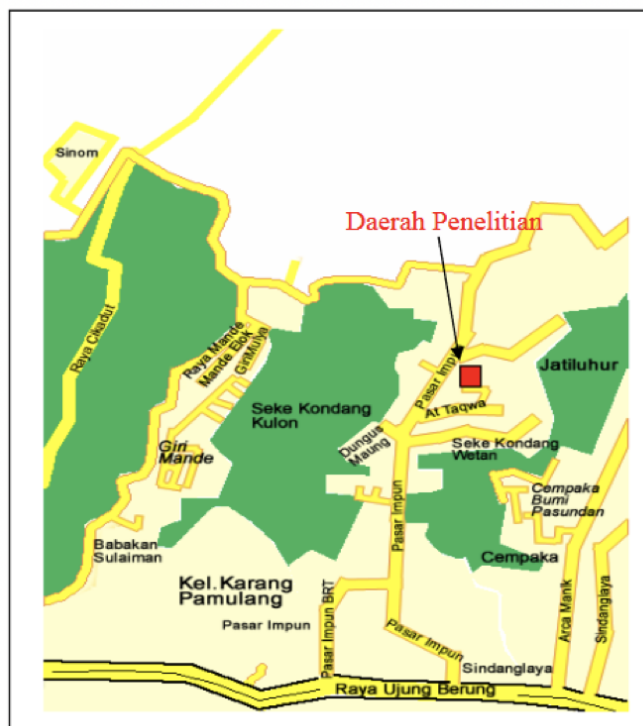 Sinom
Daerah Penelitian
Raya Cikadut
Raya Mande
Mande Elok
GiriMulya
Pasar Imp
Jatiluhur
Seke Kondang
Kulon
At Taqwa
Dungus
Maung
Seke Kondang
Wetan
Giri
Mande
Cempaka
Bumi
Pasundan
Pasar Impun
Babakan
Sulaiman
Cempaka
Kel.Karang
Pamulang
Pasar Impun
Pasar Impun BRT
Pasar Impun
Arca Manik
Sindanglaya
Sindanglaya
Raya Ujung Berung